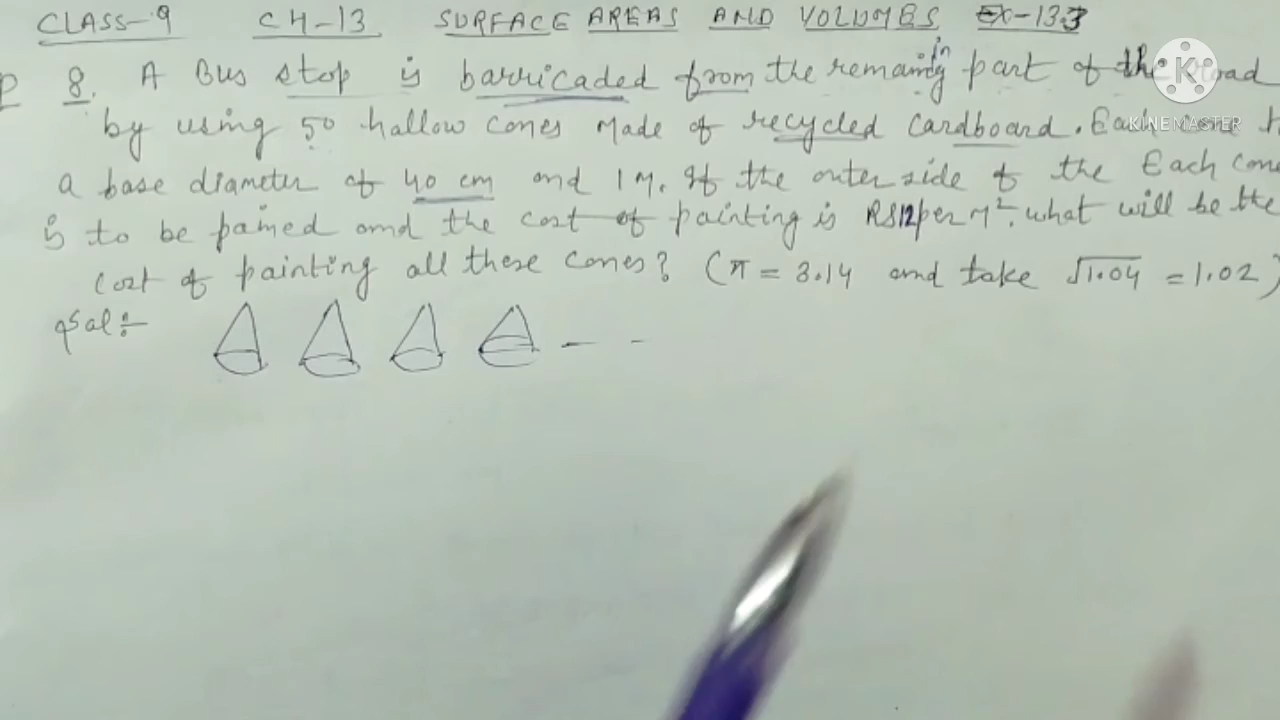 CLASS-9 CH-13 SURFACE AREAS AND VOLUMES EX-13.3
8. A Bus stop is barricaded from the remaining part of the road
by using 50 hallow cones made of recycled cardboard. Each
a base diameter of 40 cm and 1 M. If the outer side of the Each cone
is to be pained and the cost of painting is RS12 per M². what will be the
cost of painting all these cones? (π = 3.14 and take √1.04 = 1.02)
Sol:-
K
KINEMASTER